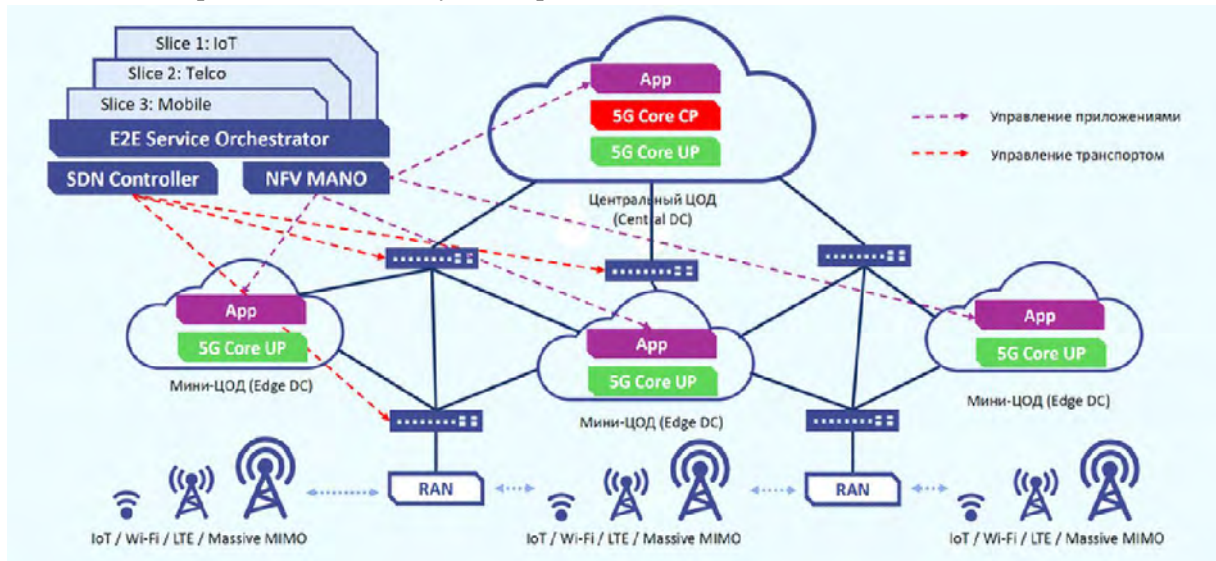 Slice 1: IoT
Slice 2: Telco
Slice 3: Mobile
E2E Service Orchestrator
SDN Controller
NFV MANO
App
5G Core CP
5G Core UP
Центральный ЦОД
(Central DC)
Управление приложениями
Управление транспортом
App
5G Core UP
Мини-ЦОД (Edge DC)
App
5G Core UP
Мини-ЦОД (Edge DC)
App
5G Core UP
Мини-ЦОД (Edge DC)
RAN
RAN
IoT / Wi-Fi / LTE / Massive MIMO
IoT / Wi-Fi / LTE / Massive MIMO
IoT / Wi-Fi / LTE / Massive MIMO